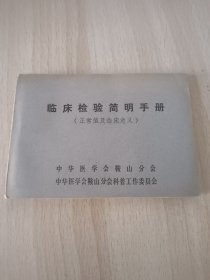 临床检验简明手册
（正常值及临床意义）
中华医学会鞍山分会
中华医学会鞍山分会科普工作委员会